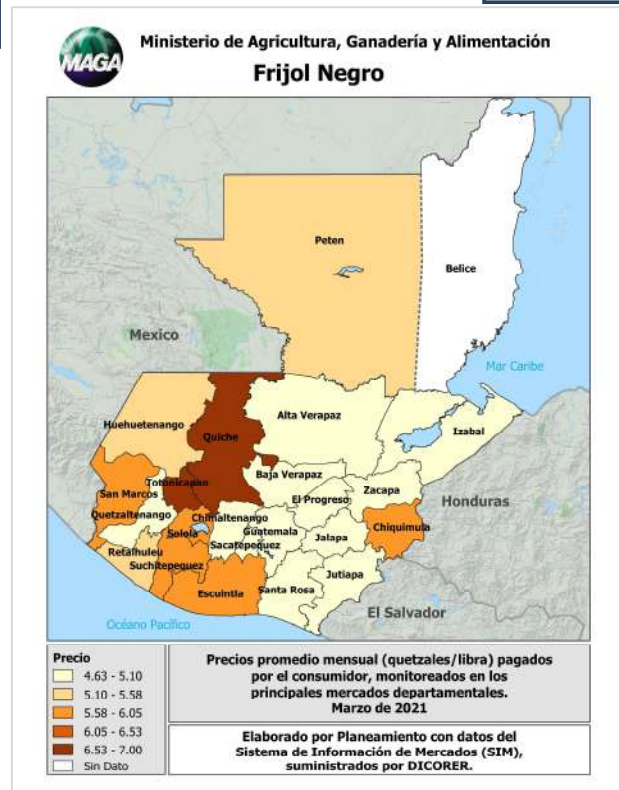 MAGA
Ministerio de Agricultura, Ganadería y Alimentación
Frijol Negro
Peten
Belice
Mexico
Mar Caribe
Huehuetenango
Quiche
Alta Verapaz
Izabal
San Marcos
Totonicapán
Baja Verapaz
Zacapa
Quetzaltenango
El Progreso
Honduras
Chimaltenango
Chiquimula
Solola
Guatemala
Jalapa
Retalhuleu
Sacatepequez
Suchitepequez
Jutiapa
Escuintla
Santa Rosa
El Salvador
Océano Pacífico
Precio
4.63 - 5.10
5.10 - 5.58
5.58 - 6.05
6.05 - 6.53
6.53 - 7.00
Sin Dato
Precios promedio mensual (quetzales/libra) pagados
por el consumidor, monitoreados en los
principales mercados departamentales.
Marzo de 2021
Elaborado por Planeamiento con datos del
Sistema de Información de Mercados (SIM),
suministrados por DICORER.